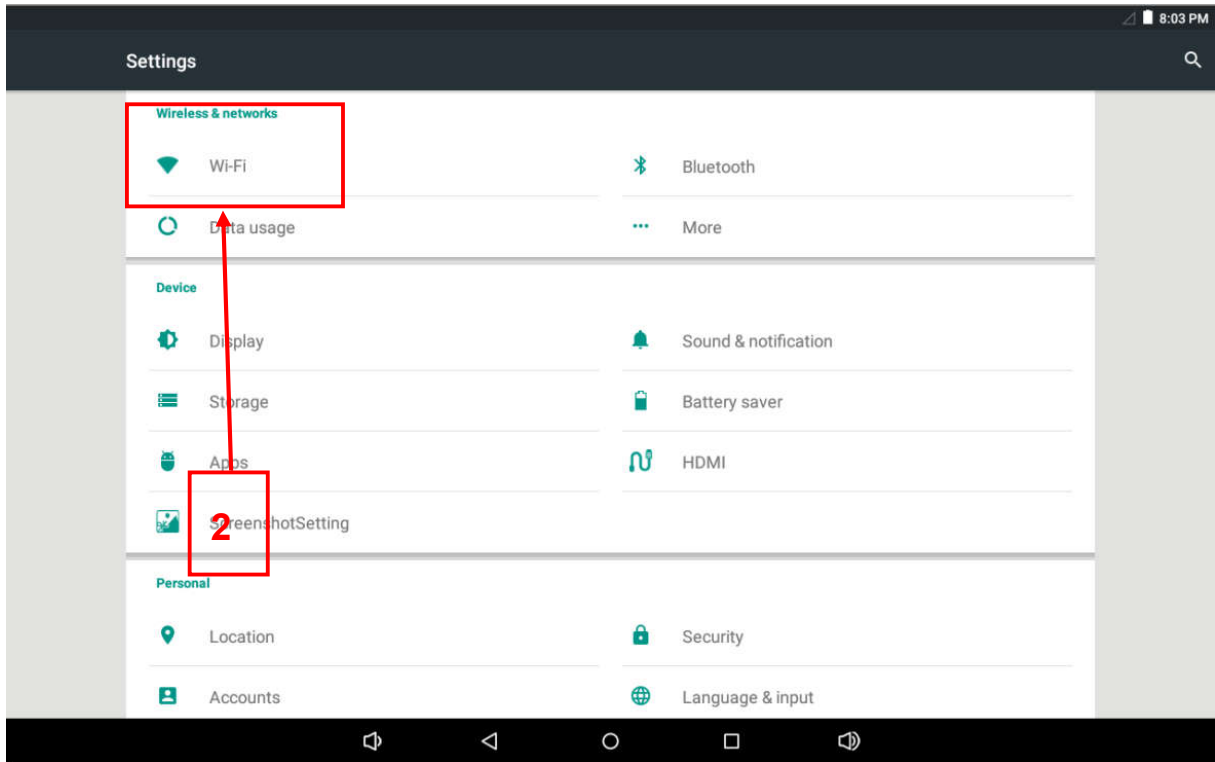 8:03 PM
Settings
Wireless & networks
Wi-Fi
Bluetooth
Data usage
More
Device
Display
Sound & notification
Storage
Battery saver
Apps
HDMI
ScreenshotSetting
2
Personal
Location
Security
Accounts
Language & input